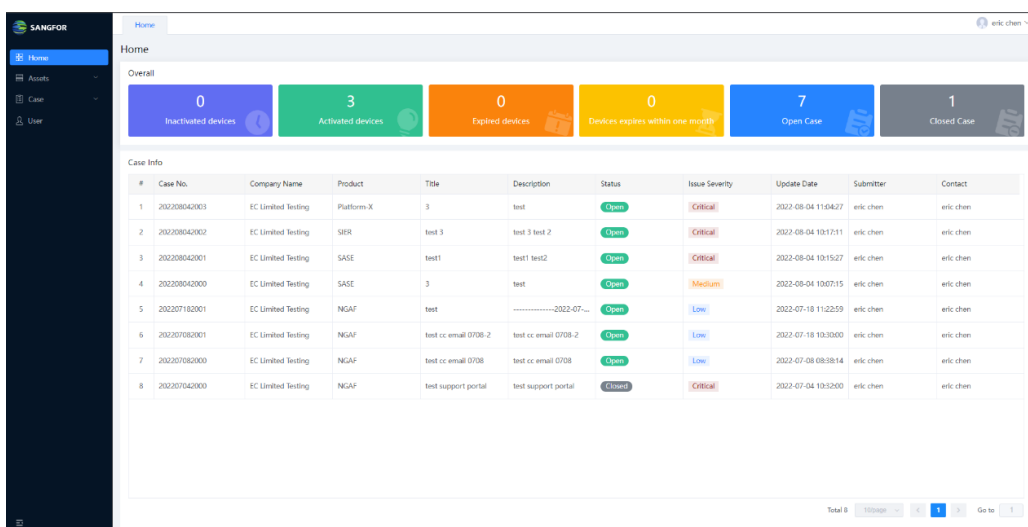 SANGFOR
Home
eric chen
Home
Home
Assets
Case
User
Overall
0
Inactivated devices
3
Activated devices
0
Expired devices
0
Devices expires within one month
7
Open Case
1
Closed Case
Case Info
# Case No. Company Name Product Title Description Status Issue Severity Update Date Submitter Contact
1 202208042003 EC Limited Testing Platform-X 3 test Open Critical 2022-08-04 11:04:27 eric chen eric chen
2 202208042002 EC Limited Testing SIER test 3 test 3 test 2 Open Critical 2022-08-04 10:17:11 eric chen eric chen
3 202208042001 EC Limited Testing SASE test1 test1 test2 Open Critical 2022-08-04 10:15:27 eric chen eric chen
4 202208042000 EC Limited Testing SASE 3 test Open Medium 2022-08-04 10:07:15 eric chen eric chen
5 202207182001 EC Limited Testing NGAF test --------------2022-07-... Open Low 2022-07-18 11:22:59 eric chen eric chen
6 202207082001 EC Limited Testing NGAF test cc email 0708-2 test cc email 0708-2 Open Low 2022-07-18 10:30:00 eric chen eric chen
7 202207082000 EC Limited Testing NGAF test cc email 0708 test cc email 0708 Open Low 2022-07-08 08:38:14 eric chen eric chen
8 202207042000 EC Limited Testing NGAF test support portal test support portal Closed Critical 2022-07-04 10:32:00 eric chen eric chen
Total 8 10/page 1 Go to 1